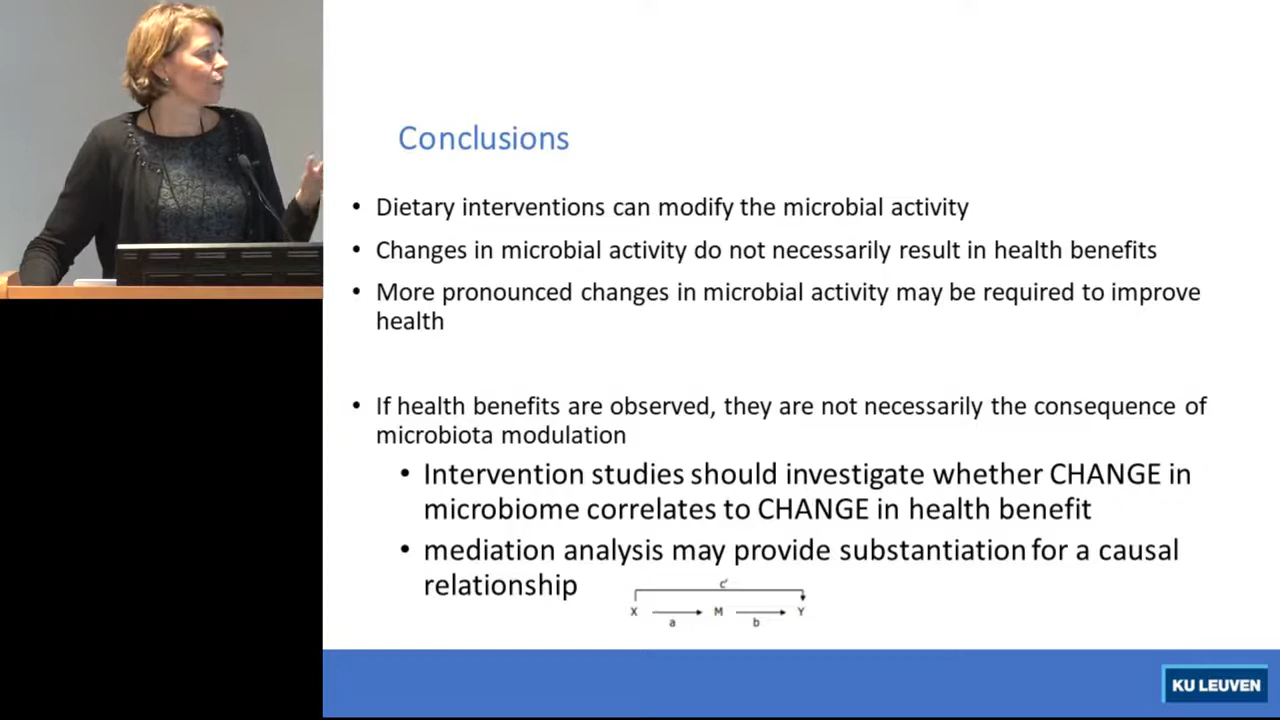 Conclusions
• Dietary interventions can modify the microbial activity
• Changes in microbial activity do not necessarily result in health benefits
• More pronounced changes in microbial activity may be required to improve
health
• If health benefits are observed, they are not necessarily the consequence of
microbiota modulation
• Intervention studies should investigate whether CHANGE in
microbiome correlates to CHANGE in health benefit
• mediation analysis may provide substantiation for a causal
relationship
c'
X M Y
a b
KU LEUVEN